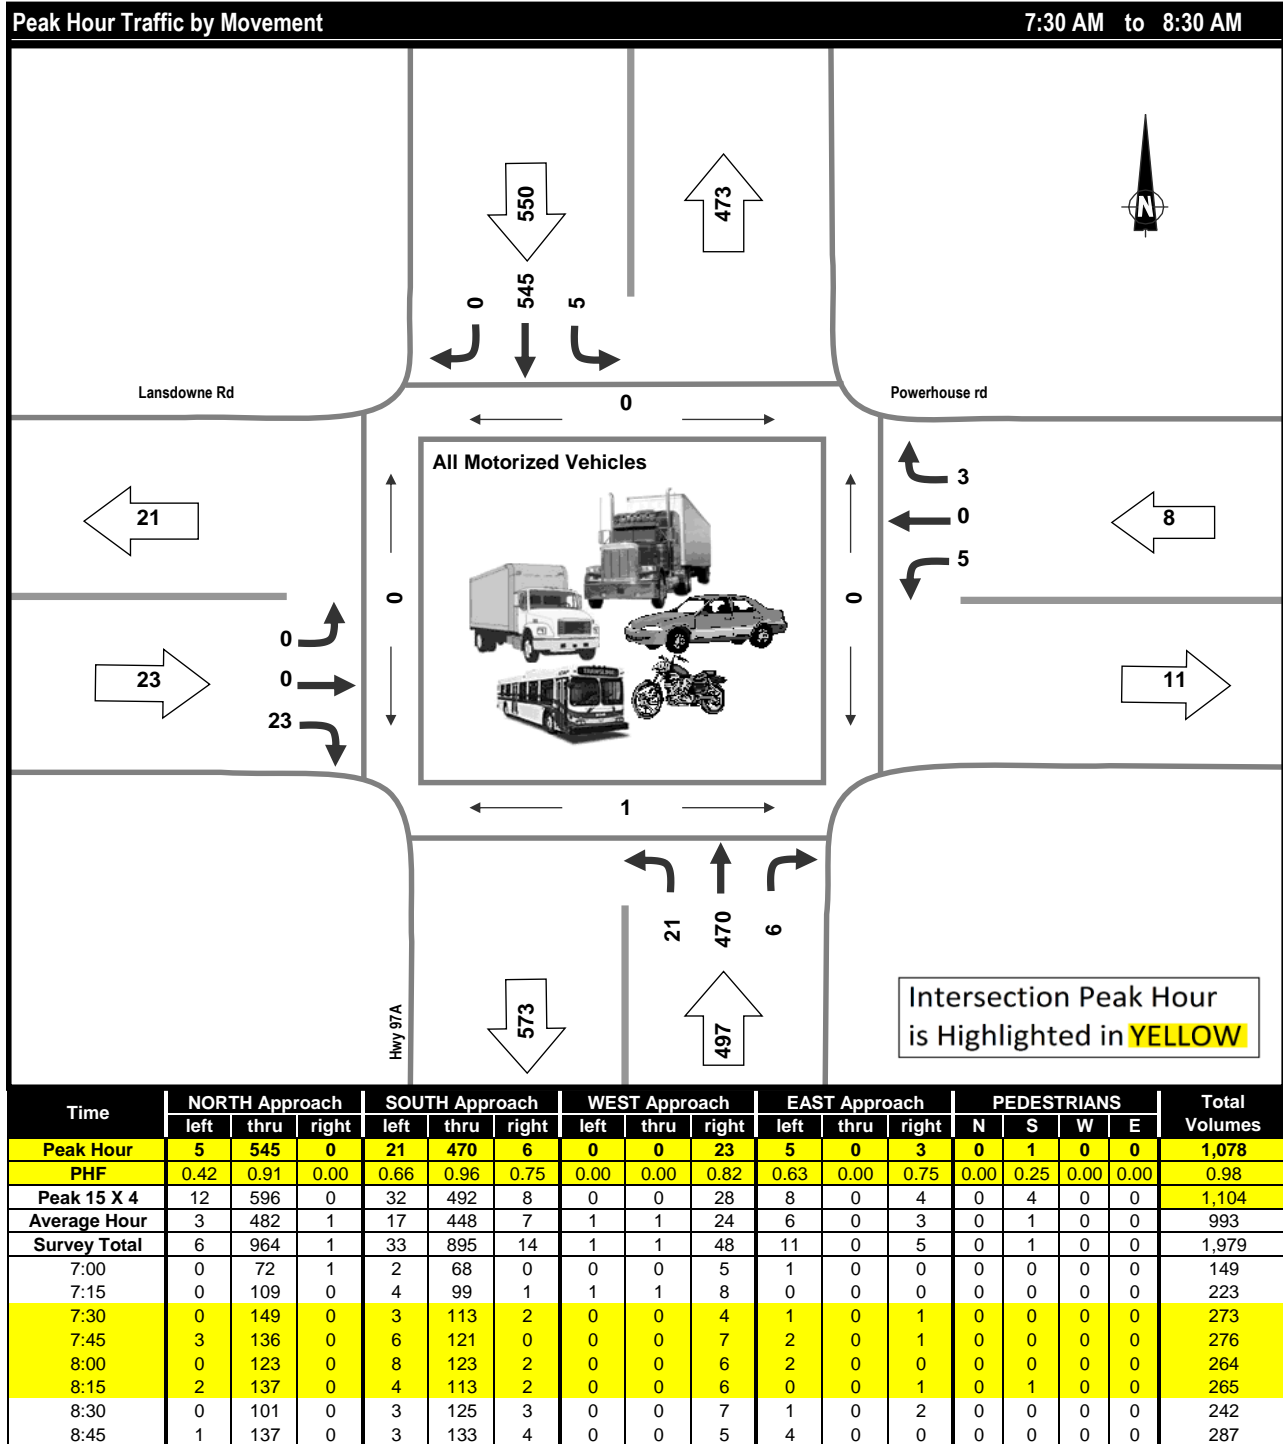 Peak Hour Traffic by Movement 7:30 AM to 8:30 AM
550 473
N
0 545 5
Lansdowne Rd Powerhouse rd
0
All Motorized Vehicles
3
21 0 8
5
0 0
0
23 0 11
23
1
21 470 6
Hwy 97A 573 497
Intersection Peak Hour
is Highlighted in YELLOW
Time NORTH Approach SOUTH Approach WEST Approach EAST Approach PEDESTRIANS Total
left thru right left thru right left thru right left thru right N S W E Volumes
Peak Hour 5 545 0 21 470 6 0 0 23 5 0 3 0 1 0 0 1,078
PHF 0.42 0.91 0.00 0.66 0.96 0.75 0.00 0.00 0.82 0.63 0.00 0.75 0.00 0.25 0.00 0.00 0.98
Peak 15 X 4 12 596 0 32 492 8 0 0 28 8 0 4 0 4 0 0 1,104
Average Hour 3 482 1 17 448 7 1 1 24 6 0 3 0 1 0 0 993
Survey Total 6 964 1 33 895 14 1 1 48 11 0 5 0 1 0 0 1,979
7:00 0 72 1 2 68 0 0 0 5 1 0 0 0 0 0 0 149
7:15 0 109 0 4 99 1 1 1 8 0 0 0 0 0 0 0 223
7:30 0 149 0 3 113 2 0 0 4 1 0 1 0 0 0 0 273
7:45 3 136 0 6 121 0 0 0 7 2 0 1 0 0 0 0 276
8:00 0 123 0 8 123 2 0 0 6 2 0 0 0 0 0 0 264
8:15 2 137 0 4 113 2 0 0 6 0 0 1 0 1 0 0 265
8:30 0 101 0 3 125 3 0 0 7 1 0 2 0 0 0 0 242
8:45 1 137 0 3 133 4 0 0 5 4 0 0 0 0 0 0 287